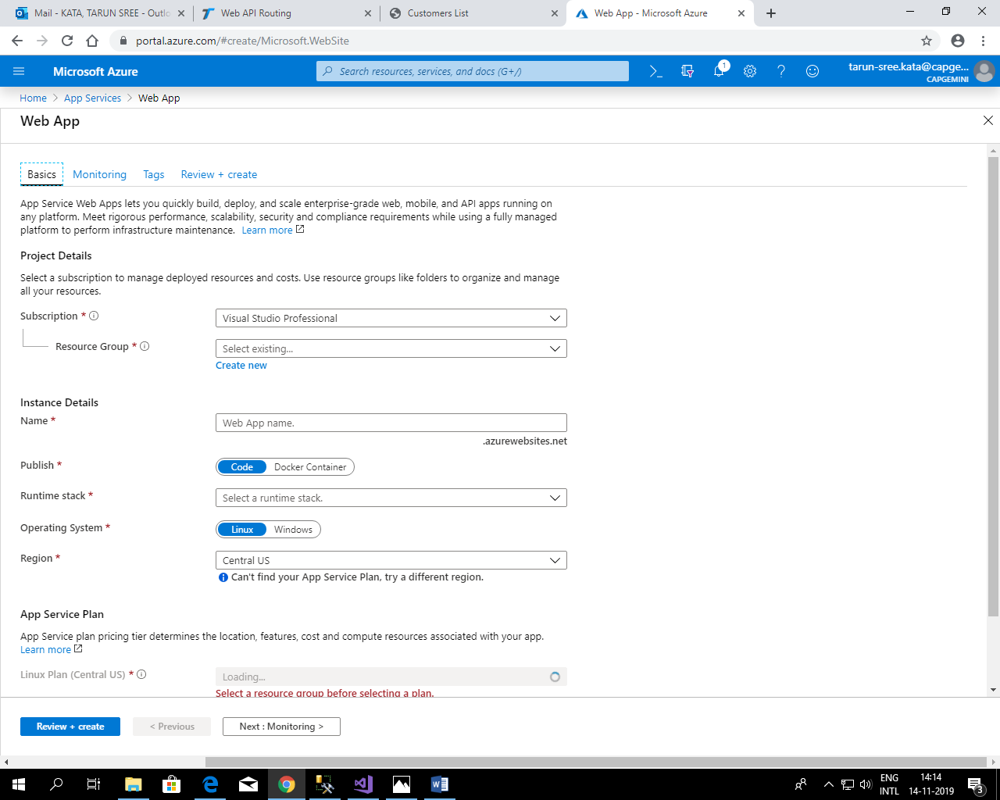 Mail - KATA, TARUN SREE - Outlo
Web API Routing
Customers List
Web App - Microsoft Azure
portal.azure.com/#create/Microsoft.WebSite
Microsoft Azure
Search resources, services, and docs (G+/)
1
tarun-sree.kata@capge...
CAPGEMINI
Home > App Services > Web App
Web App
Basics Monitoring Tags Review + create
App Service Web Apps lets you quickly build, deploy, and scale enterprise-grade web, mobile, and API apps running on
any platform. Meet rigorous performance, scalability, security and compliance requirements while using a fully managed
platform to perform infrastructure maintenance. Learn more
Project Details
Select a subscription to manage deployed resources and costs. Use resource groups like folders to organize and manage
all your resources.
Subscription *
Visual Studio Professional
Resource Group *
Select existing...
Create new
Instance Details
Name *
Web App name.
.azurewebsites.net
Publish *
Code Docker Container
Runtime stack *
Select a runtime stack.
Operating System *
Linux Windows
Region *
Central US
Can't find your App Service Plan, try a different region.
App Service Plan
App Service plan pricing tier determines the location, features, cost and compute resources associated with your app.
Learn more
Linux Plan (Central US) *
Loading...
Select a resource group before selecting a plan.
Review + create
< Previous
Next : Monitoring >
ENG
INTL
14:14
14-11-2019
3